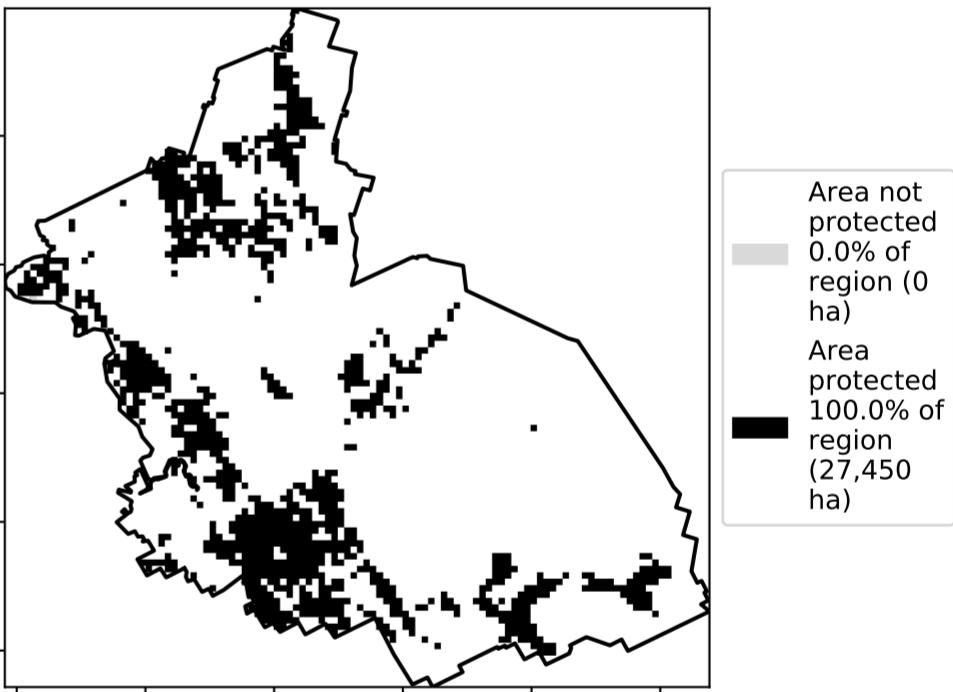 Area not
protected
0.0% of
region (0
ha)
Area
protected
100.0% of
region
(27,450
ha)